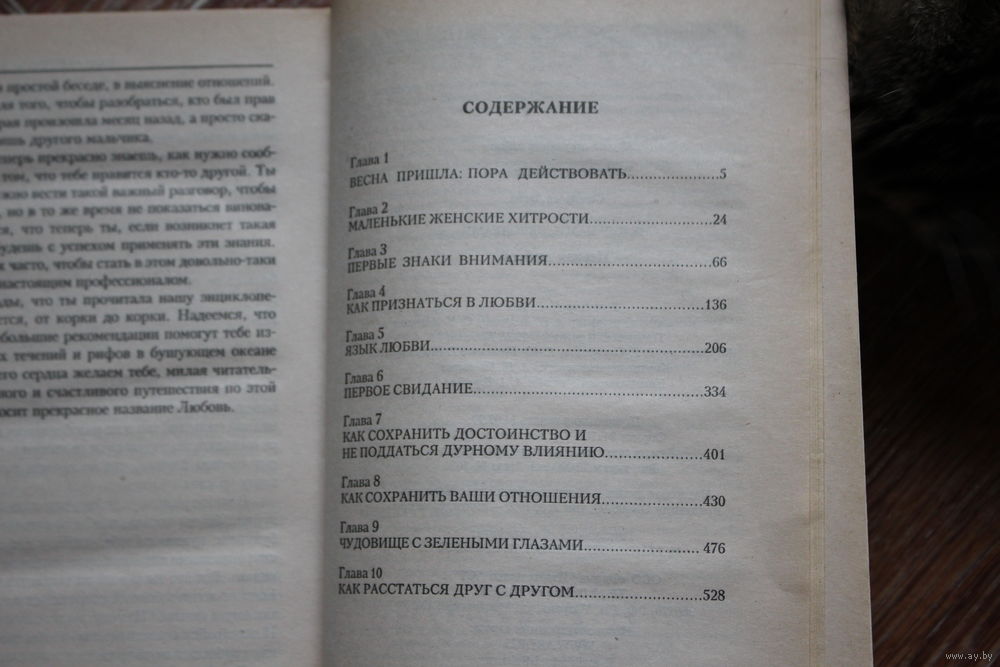 простой беседе, в выяснение отношений.
того, чтобы разобраться, кто был прав
произошла месяц назад, а просто ска-
другого мальчика.
теперь прекрасно знаешь, как нужно сооб-
том, что тебе нравится кто-то другой. Ты
вести такой важный разговор, чтобы
, но в то же время не показаться винова-
что теперь ты, если возникнет такая
будешь с успехом применять эти знания.
часто, чтобы стать в этом довольно-таки
настоящим профессионалом.
что ты прочитала нашу энциклопе-
от корки до корки. Надеемся, что
рекомендации помогут тебе из-
течений и рифов в бушующем океане
сердца желаем тебе, милая читатель-
и счастливого путешествия по этой
прекрасное название Любовь.
СОДЕРЖАНИЕ
Глава 1
ВЕСНА ПРИШЛА: ПОРА ДЕЙСТВОВАТЬ....................5
Глава 2
МАЛЕНЬКИЕ ЖЕНСКИЕ ХИТРОСТИ..........................24
Глава 3
ПЕРВЫЕ ЗНАКИ ВНИМАНИЯ..................................66
Глава 4
КАК ПРИЗНАТЬСЯ В ЛЮБВИ..................................136
Глава 5
ЯЗЫК ЛЮБВИ.......................................................206
Глава 6
ПЕРВОЕ СВИДАНИЕ..............................................334
Глава 7
КАК СОХРАНИТЬ ДОСТОИНСТВО И
НЕ ПОДДАТЬСЯ ДУРНОМУ ВЛИЯНИЮ....................401
Глава 8
КАК СОХРАНИТЬ ВАШИ ОТНОШЕНИЯ.....................430
Глава 9
ЧУДОВИЩЕ С ЗЕЛЕНЫМИ ГЛАЗАМИ........................ 476
Глава 10
КАК РАССТАТЬСЯ ДРУГ С ДРУГОМ..........................528
www.ay.by